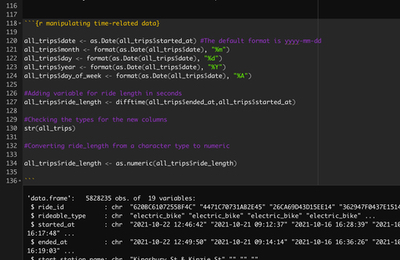 116
117
118 ```{r manipulating time-related data}
119
120 all_trips$date <- as.Date(all_trips$started_at) #The default format is yyyy-mm-dd
121 all_trips$month <- format(as.Date(all_trips$date), "%m")
122 all_trips$day <- format(as.Date(all_trips$date), "%d")
123 all_trips$year <- format(as.Date(all_trips$date), "%Y")
124 all_trips$day_of_week <- format(as.Date(all_trips$date), "%A")
125
126 #Adding variable for ride length in seconds
127 all_trips$ride_length <- difftime(all_trips$ended_at,all_trips$started_at)
128
129 #Checking the types for the new columns
130 str(all_trips)
131
132 #Converting ride_length from a character type to numeric
133
134 all_trips$ride_length <- as.numeric(all_trips$ride_length)
135
136 ```
'data.frame': 5828235 obs. of 19 variables:
$ ride_id : chr "620BC6107255BF4C" "4471C70731AB2E45" "26CA69D43D15EE14" "362947F0437E1514
$ rideable_type : chr "electric_bike" "electric_bike" "electric_bike" "electric_bike" ...
$ started_at : chr "2021-10-22 12:46:42" "2021-10-21 09:12:37" "2021-10-16 16:28:39" "2021-10-
16:17:48" ...
$ ended_at : chr "2021-10-22 12:49:50" "2021-10-21 09:14:14" "2021-10-16 16:36:26" "2021-10-
16:19:03" ...
$ start_station_name: chr "Kingsbury St & Kinzie St" "" "" ""